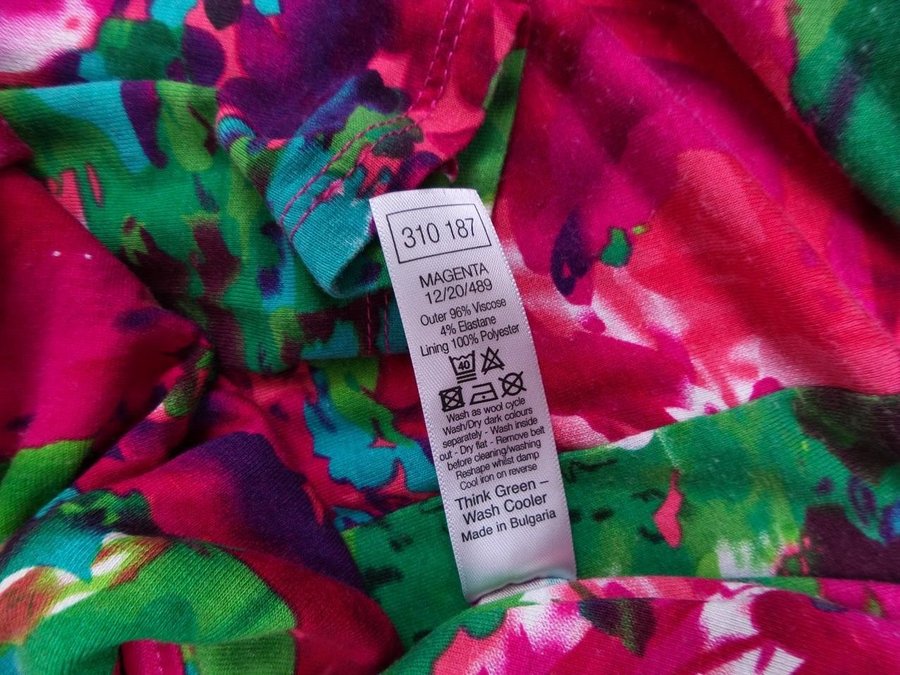 310 187
MAGENTA
12/20/489
Outer 96% Viscose
4% Elastane
Lining 100% Polyester
40
Wash as wool cycle
Wash/Dry dark colours
separately - Wash inside
out - Dry flat - Remove belt
before cleaning/washing
Reshape whilst damp
Cool iron on reverse
Think Green –
Wash Cooler
Made in Bulgaria